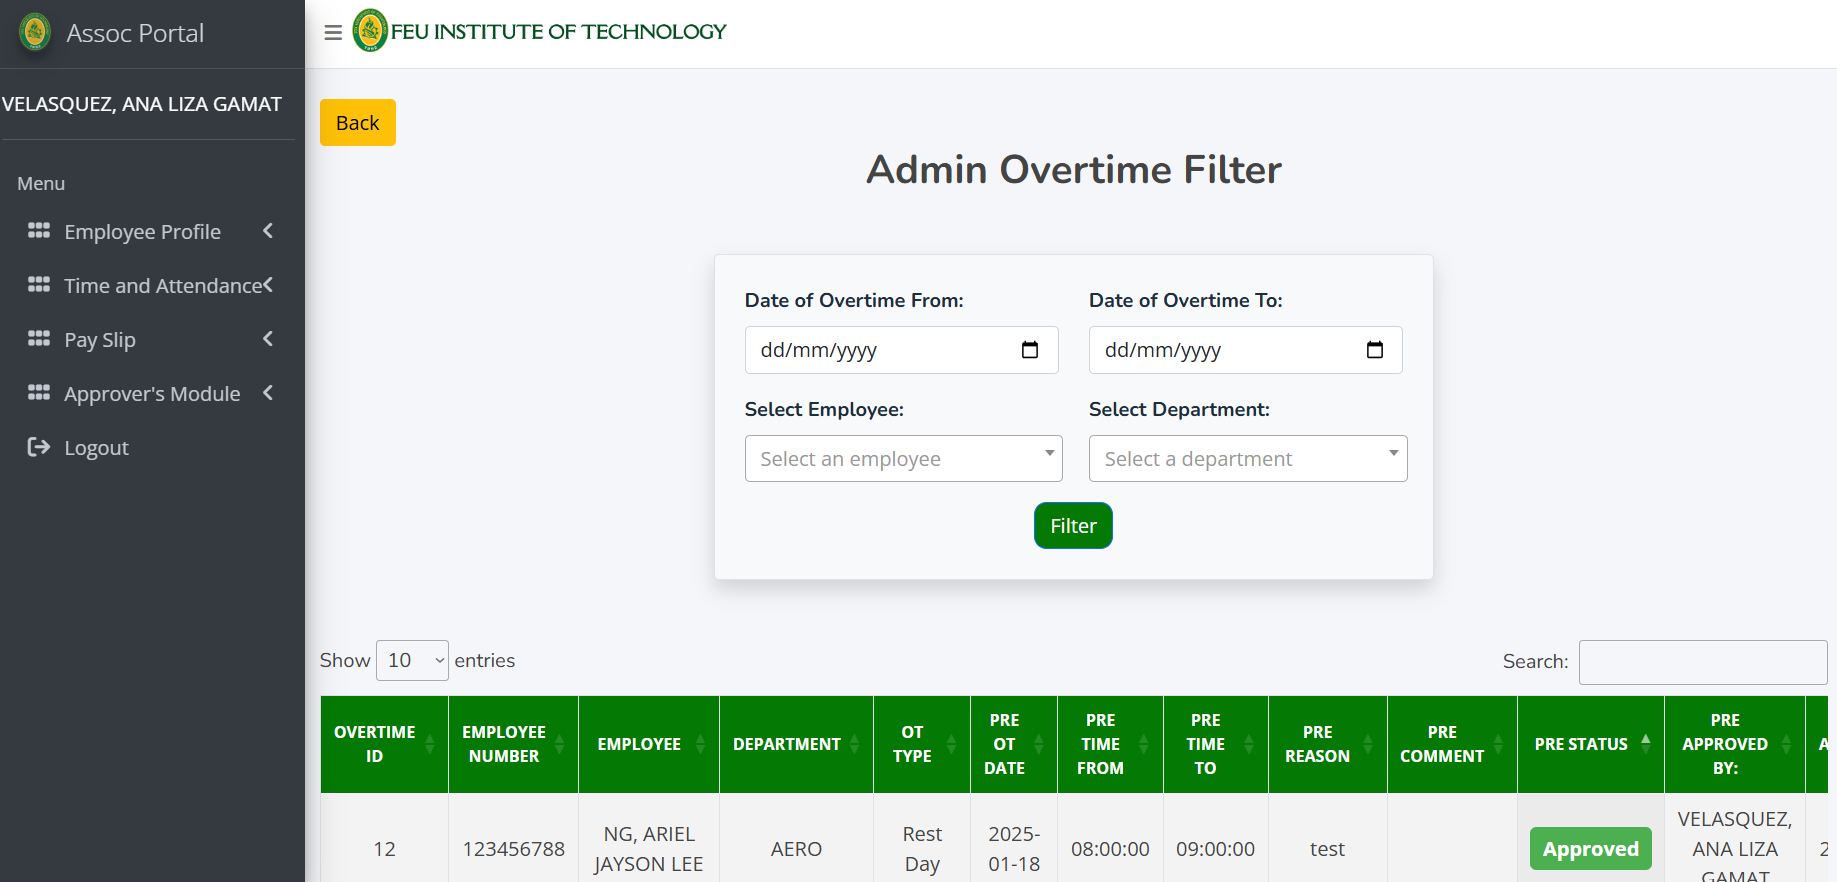 Assoc Portal
FEU INSTITUTE OF TECHNOLOGY
VELASQUEZ, ANA LIZA GAMAT
Menu
Employee Profile
Time and Attendance
Pay Slip
Approver's Module
Logout
Back
Admin Overtime Filter
Date of Overtime From:
Date of Overtime To:
dd/mm/yyyy
dd/mm/yyyy
Select Employee:
Select Department:
Select an employee
Select a department
Filter
Show 10 entries
Search:
OVERTIME ID
EMPLOYEE NUMBER
EMPLOYEE
DEPARTMENT
OT TYPE
PRE OT DATE
PRE TIME FROM
PRE TIME TO
PRE REASON
PRE COMMENT
PRE STATUS
PRE APPROVED BY:
12
123456788
NG, ARIEL JAYSON LEE
AERO
Rest Day
2025-01-18
08:00:00
09:00:00
test
Approved
VELASQUEZ, ANA LIZA GAMAT